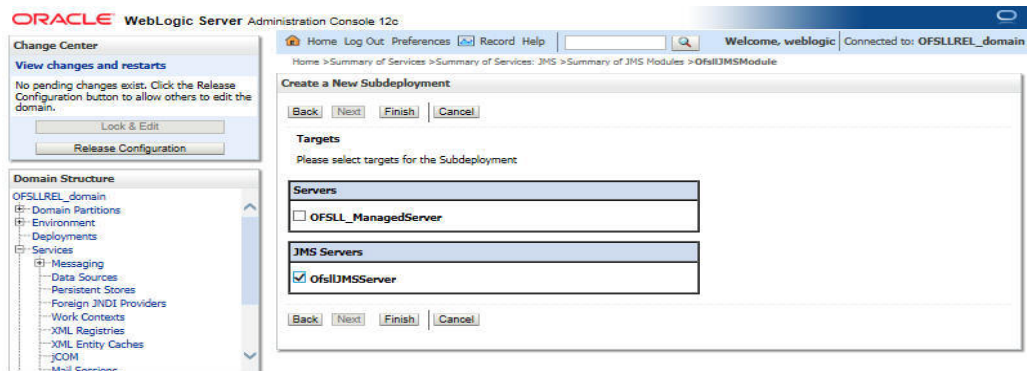 ORACLE WebLogic Server Administration Console 12c
Change Center
View changes and restarts
No pending changes exist. Click the Release
Configuration button to allow others to edit the
domain.
Lock & Edit
Release Configuration
Domain Structure
OFSLLREL_domain
Domain Partitions
Environment
Deployments
Services
Messaging
Data Sources
Persistent Stores
Foreign JNDI Providers
Work Contexts
XML Registries
XML Entity Caches
jCOM
Mail Sessions
Home Log Out Preferences Record Help
Welcome, weblogic Connected to: OFSLLREL_domain
Home >Summary of Services >Summary of Services: JMS >Summary of JMS Modules >OfsllJMSModule
Create a New Subdeployment
Back Next Finish Cancel
Targets
Please select targets for the Subdeployment
Servers
OFSLL_ManagedServer
JMS Servers
OfsllJMSServer
Back Next Finish Cancel